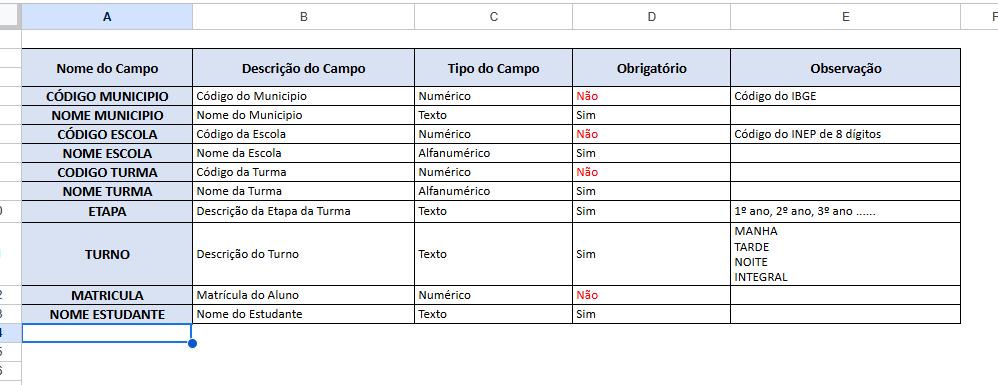 A B C D E F
Nome do Campo Descrição do Campo Tipo do Campo Obrigatório Observação
CÓDIGO MUNICIPIO Código do Municipio Numérico Não Código do IBGE
NOME MUNICIPIO Nome do Municipio Texto Sim
CÓDIGO ESCOLA Código da Escola Numérico Não Código do INEP de 8 dígitos
NOME ESCOLA Nome da Escola Alfanumérico Sim
CODIGO TURMA Código da Turma Numérico Não
NOME TURMA Nome da Turma Alfanumérico Sim
ETAPA Descrição da Etapa da Turma Texto Sim 1º ano, 2º ano, 3º ano ......
TURNO Descrição do Turno Texto Sim MANHA
TARDE
NOITE
INTEGRAL
MATRICULA Matrícula do Aluno Numérico Não
NOME ESTUDANTE Nome do Estudante Texto Sim